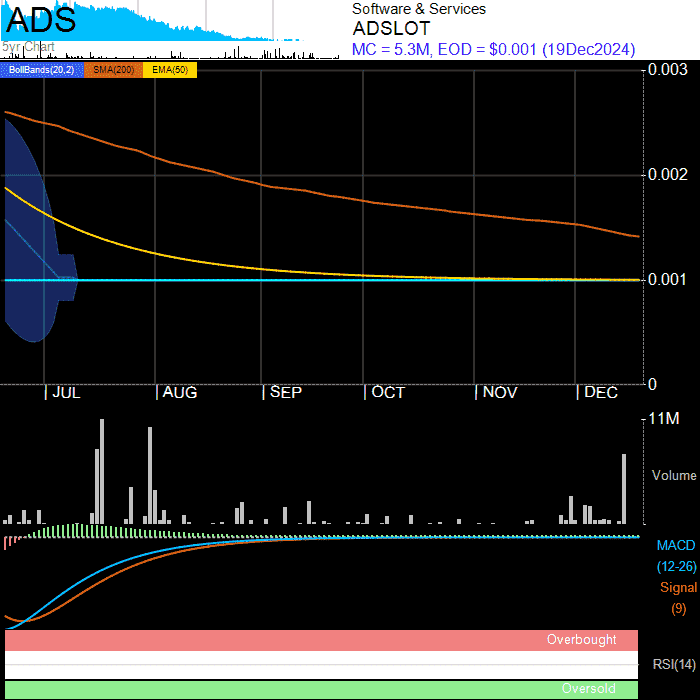 ADS
5yr Chart
Software & Services
ADSLOT
MC = 5.3M, EOD = $0.001 (19Dec2024)
BollBands(20,2) SMA(200) EMA(50)
0.003
0.002
0.001
0
| JUL | AUG | SEP | OCT | NOV | DEC
11M
Volume
MACD
(12-26)
Signal
(9)
Overbought
RSI(14)
Oversold